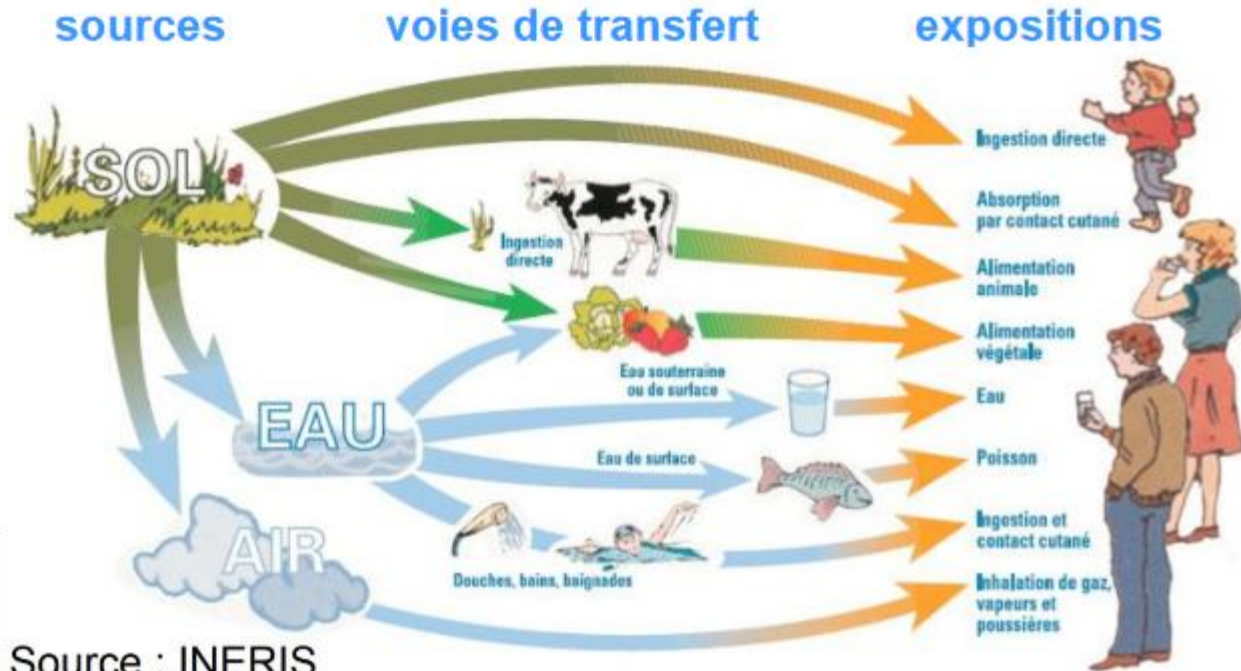 sources
voies de transfert
expositions
SOL
Ingestion directe
Absorption
par contact cutané
Ingestion
directe
Alimentation
animale
Alimentation
végétale
Eau souterraine
ou de surface
Eau
EAU
Eau de surface
Poisson
AIR
Douches, bains, baignades
Ingestion et
contact cutané
Inhalation de gaz,
vapeurs et
poussières
Source : INERIS